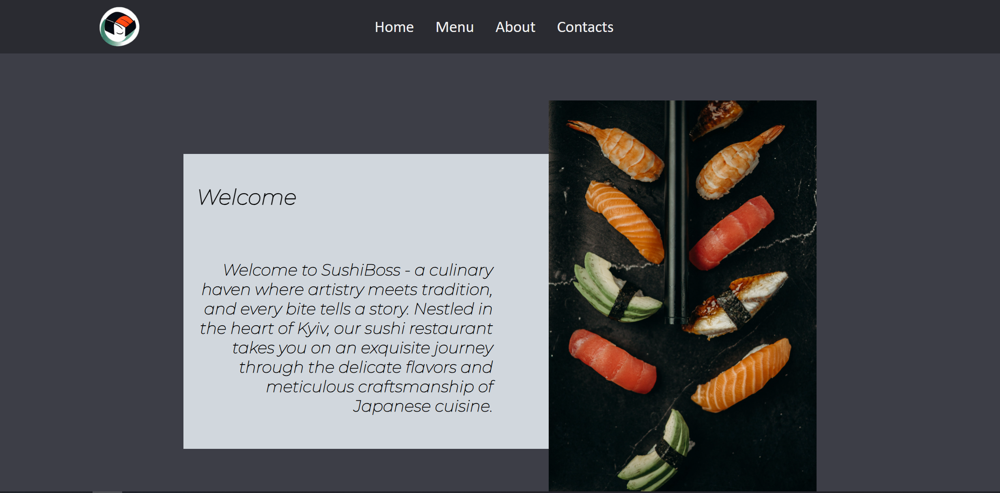 Home Menu About Contacts
Welcome
Welcome to SushiBoss - a culinary
haven where artistry meets tradition,
and every bite tells a story. Nestled in
the heart of Kyiv, our sushi restaurant
takes you on an exquisite journey
through the delicate flavors and
meticulous craftsmanship of
Japanese cuisine.